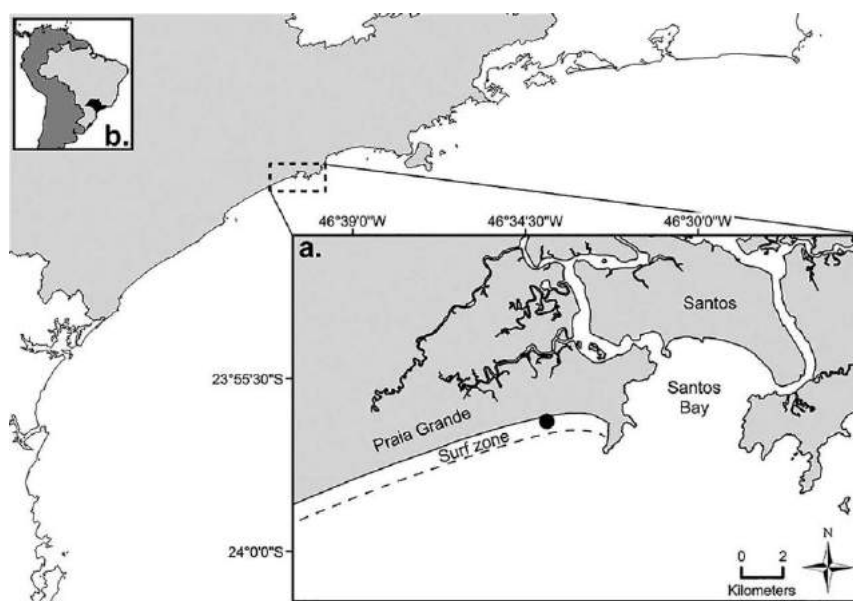 b.
46°39'0"W 46°34'30"W 46°30'0"W
a.
Santos
23°55'30"S
Santos
Bay
Praia Grande
Surf zone
24°0'0"S
N
0 2
Kilometers